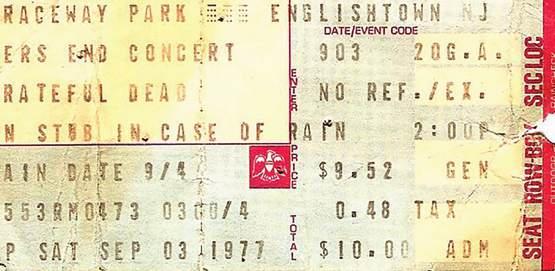 RACEWAY PARK ENGLISHTOWN NJ
DATE/EVENT CODE
ERS END CONCERT 903 20G.A.
RATEFUL DEAD NO REF./EX.
N STUB IN CASE OF RAIN 2:00P
AIN DATE 9/4 $9.52 GEN
553RM0473 0300/4 0.48 TAX
P SAT SEP 03 1977 $10.00 ADM
ENTER
PRICE
TOTAL
SEAT ROW-BOX SEC/LOC